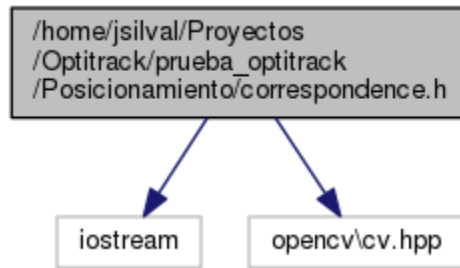 /home/jsilval/Proyectos
/Optitrack/prueba_optitrack
/Posicionamiento/correspondence.h
iostream
opencv\cv.hpp